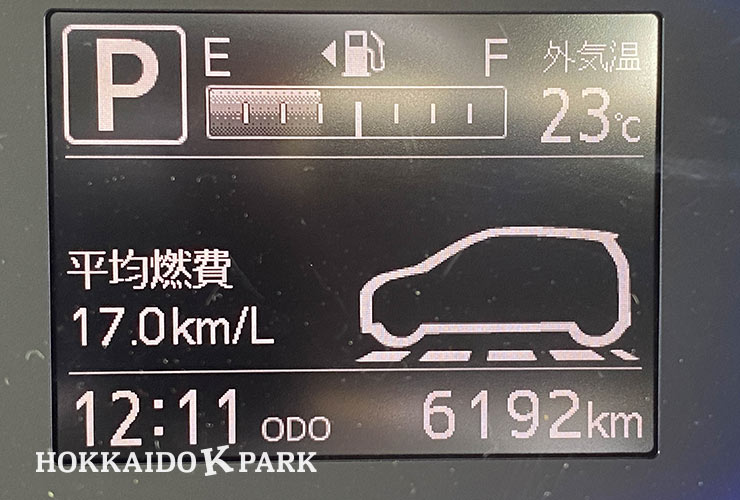 P E F 外気温
23℃
平均燃費
17.0km/L
12:11 ODO 6192km
HOKKAIDO K PARK